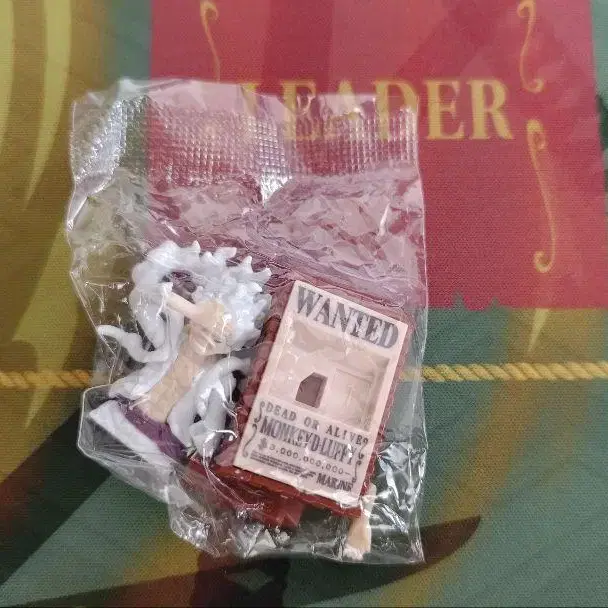 LEADER
WANTED
DEAD OR ALIVE
MONKEY·D·LUFFY
3,000,000,000-
MARINE